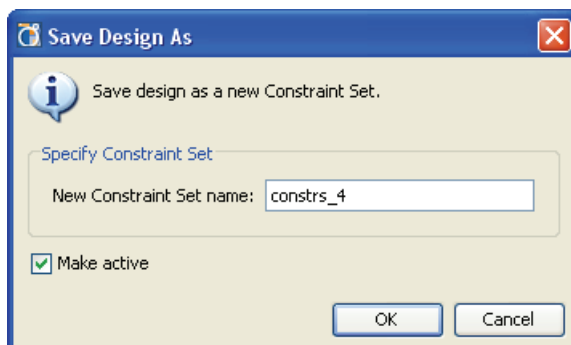 Save Design As
Save design as a new Constraint Set.
Specify Constraint Set
New Constraint Set name: constrs_4
Make active
OK Cancel